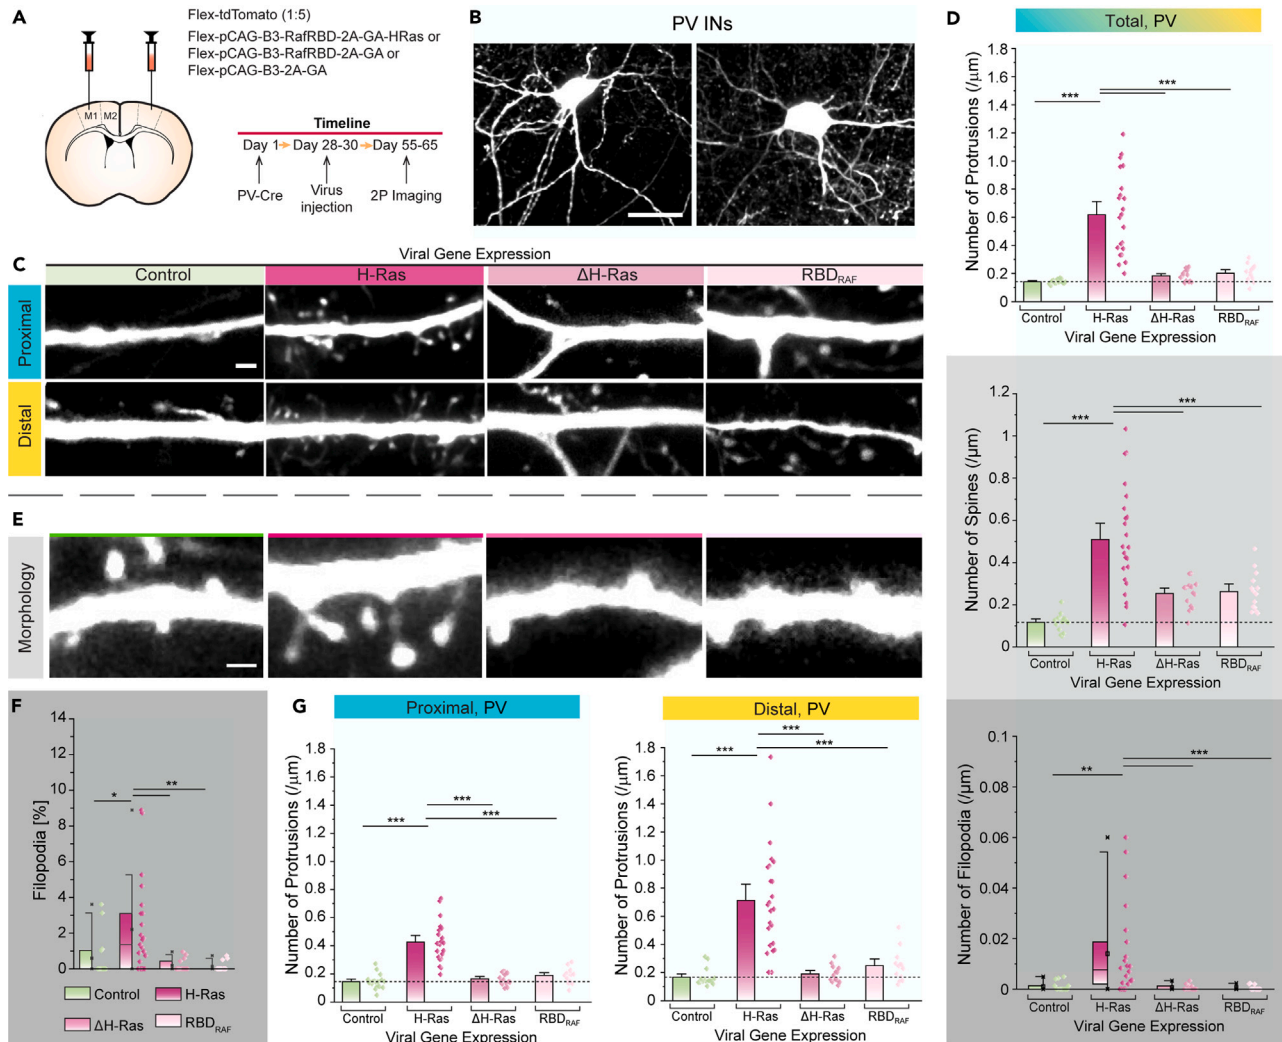 A
Flex-tdTomato (1:5)
Flex-pCAG-B3-RafRBD-2A-GA-HRas or
Flex-pCAG-B3-RafRBD-2A-GA or
Flex-pCAG-B3-2A-GA
M1 M2
Timeline
Day 1 Day 28-30 Day 55-65
PV-Cre Virus injection 2P Imaging
B
PV INs
C
Viral Gene Expression
Control H-Ras ΔH-Ras RBDRAF
Proximal
Distal
D
Total, PV
Number of Protrusions (/μm)
1.8
1.6
1.4
1.2
1
0.8
0.6
0.4
0.2
0
***
***
Control H-Ras ΔH-Ras RBDRAF
Viral Gene Expression
Number of Spines (/μm)
1.2
1
0.8
0.6
0.4
0.2
0
***
***
Control H-Ras ΔH-Ras RBDRAF
Viral Gene Expression
Number of Filopodia (/μm)
0.1
0.08
0.06
0.04
0.02
0
***
**
Control H-Ras ΔH-Ras RBDRAF
Viral Gene Expression
E
Morphology
F
Filopodia [%]
14
12
10
8
6
4
2
0
**
*
Control H-Ras
ΔH-Ras RBDRAF
G
Proximal, PV
Number of Protrusions (/μm)
1.8
1.6
1.4
1.2
1
0.8
0.6
0.4
0.2
0
***
***
***
Control H-Ras ΔH-Ras RBDRAF
Viral Gene Expression
Distal, PV
Number of Protrusions (/μm)
1.8
1.6
1.4
1.2
1
0.8
0.6
0.4
0.2
0
***
***
***
Control H-Ras ΔH-Ras RBDRAF
Viral Gene Expression